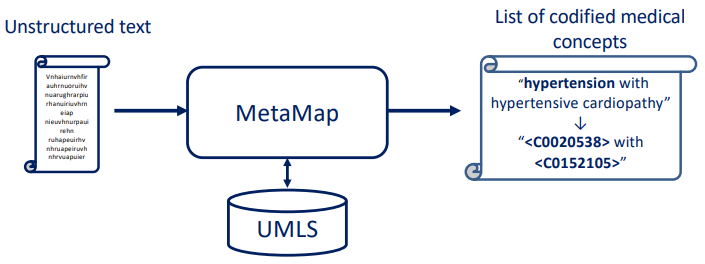 Unstructured text
Vnhaiurnvhfir
auhrnuoruihv
nuarughrarpiu
rhanuiriuvhrn
eiap
nieuvhnurpaui
rehn
ruhapeuirhv
nhruapeiruvh
nhrvuapuier
MetaMap
UMLS
List of codified medical
concepts
“hypertension with
hypertensive cardiopathy”
↓
“<C0020538> with
<C0152105>”